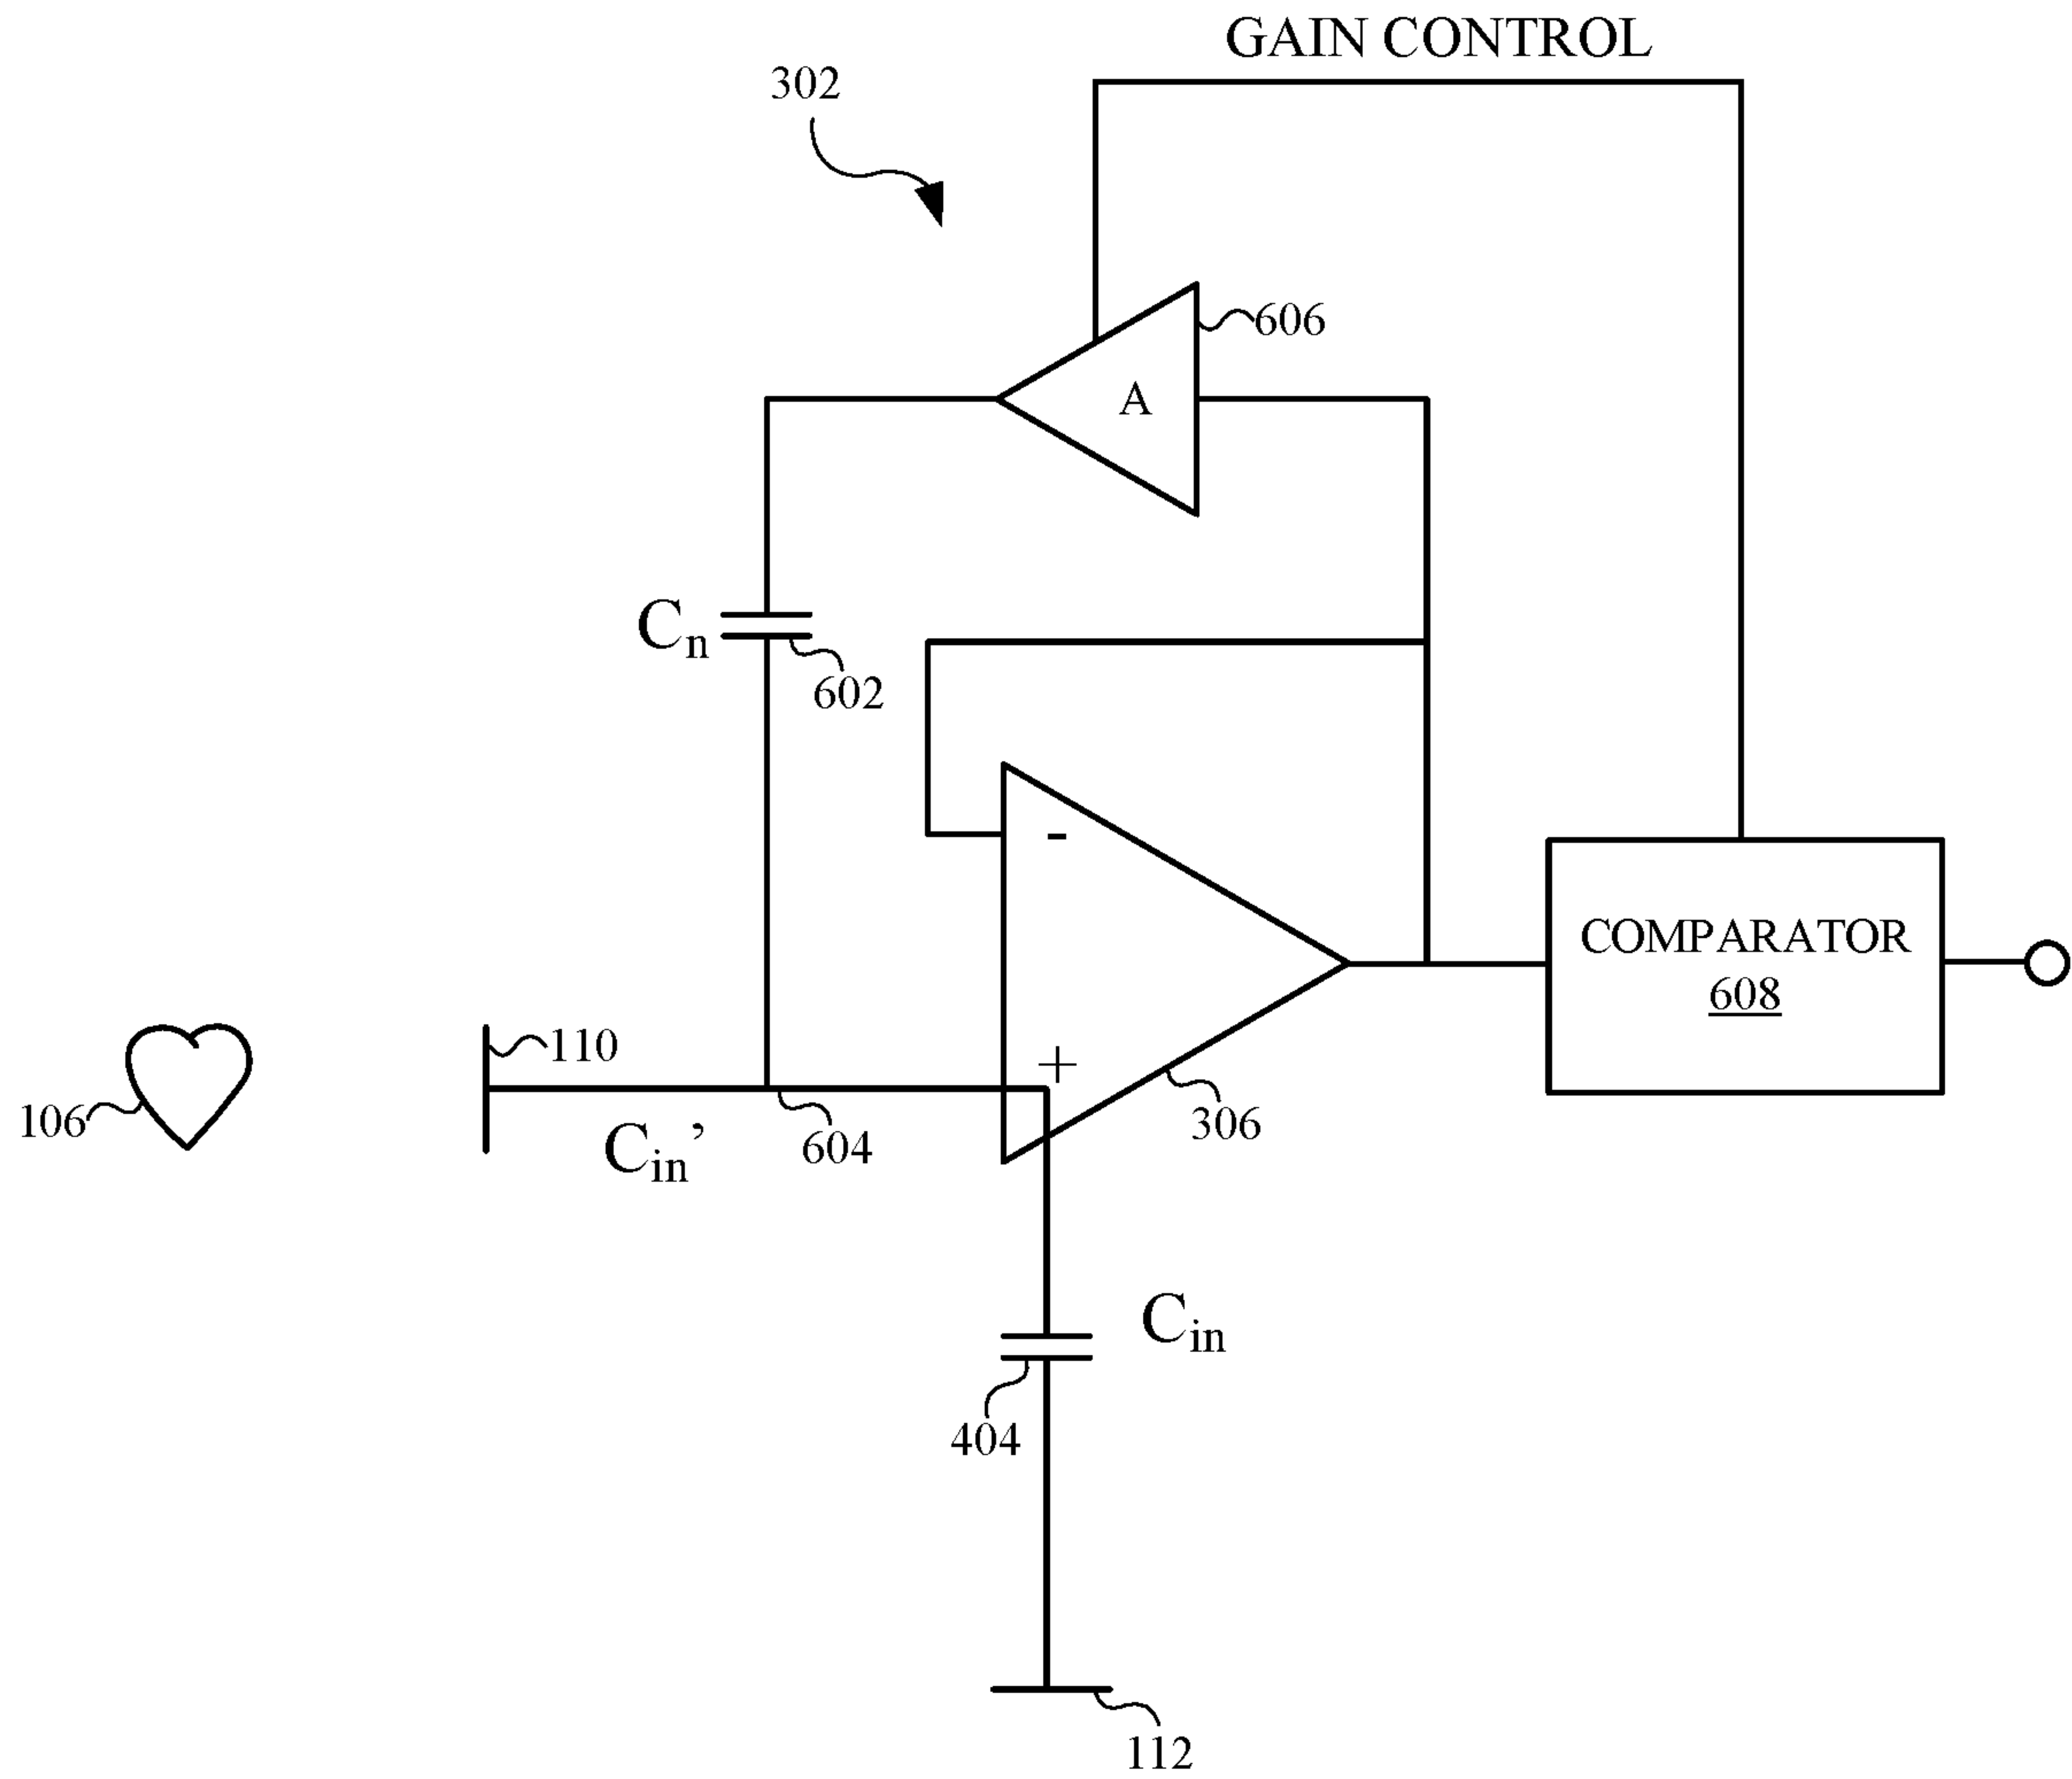 GAIN CONTROL
302
606
A
Cn
602
-
COMPARATOR
608
+
110
106
Cin’
604
306
Cin
404
112